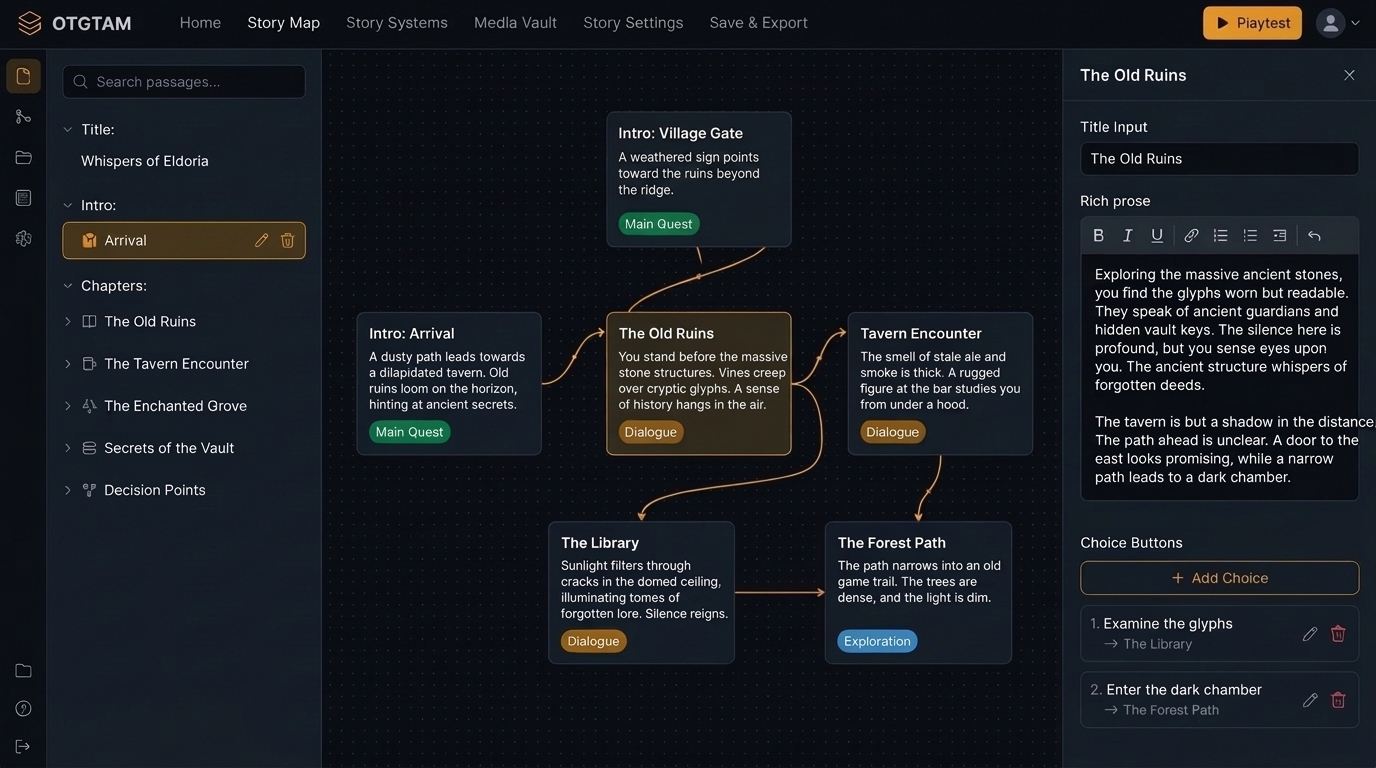 OTGTAM
Home
Story Map
Story Systems
Medla Vault
Story Settings
Save & Export
Playtest
Search passages...
Title:
Whispers of Eldoria
Intro:
Arrival
Chapters:
The Old Ruins
The Tavern Encounter
The Enchanted Grove
Secrets of the Vault
Decision Points
Intro: Village Gate
A weathered sign points
toward the ruins beyond
the ridge.
Main Quest
Intro: Arrival
A dusty path leads towards
a dilapidated tavern. Old
ruins loom on the horizon,
hinting at ancient secrets.
Main Quest
The Old Ruins
You stand before the massive
stone structures. Vines creep
over cryptic glyphs. A sense
of history hangs in the air.
Dialogue
Tavern Encounter
The smell of stale ale and
smoke is thick. A rugged
figure at the bar studies you
from under a hood.
Dialogue
The Library
Sunlight filters through
cracks in the domed ceiling,
illuminating tomes of
forgotten lore. Silence reigns.
Dialogue
The Forest Path
The path narrows into an old
game trail. The trees are
dense, and the light is dim.
Exploration
The Old Ruins
Title Input
The Old Ruins
Rich prose
B I U
Exploring the massive ancient stones,
you find the glyphs worn but readable.
They speak of ancient guardians and
hidden vault keys. The silence here is
profound, but you sense eyes upon
you. The ancient structure whispers of
forgotten deeds.
The tavern is but a shadow in the distance,
The path ahead is unclear. A door to the
east looks promising, while a narrow
path leads to a dark chamber.
Choice Buttons
+ Add Choice
1. Examine the glyphs
→ The Library
2. Enter the dark chamber
→ The Forest Path